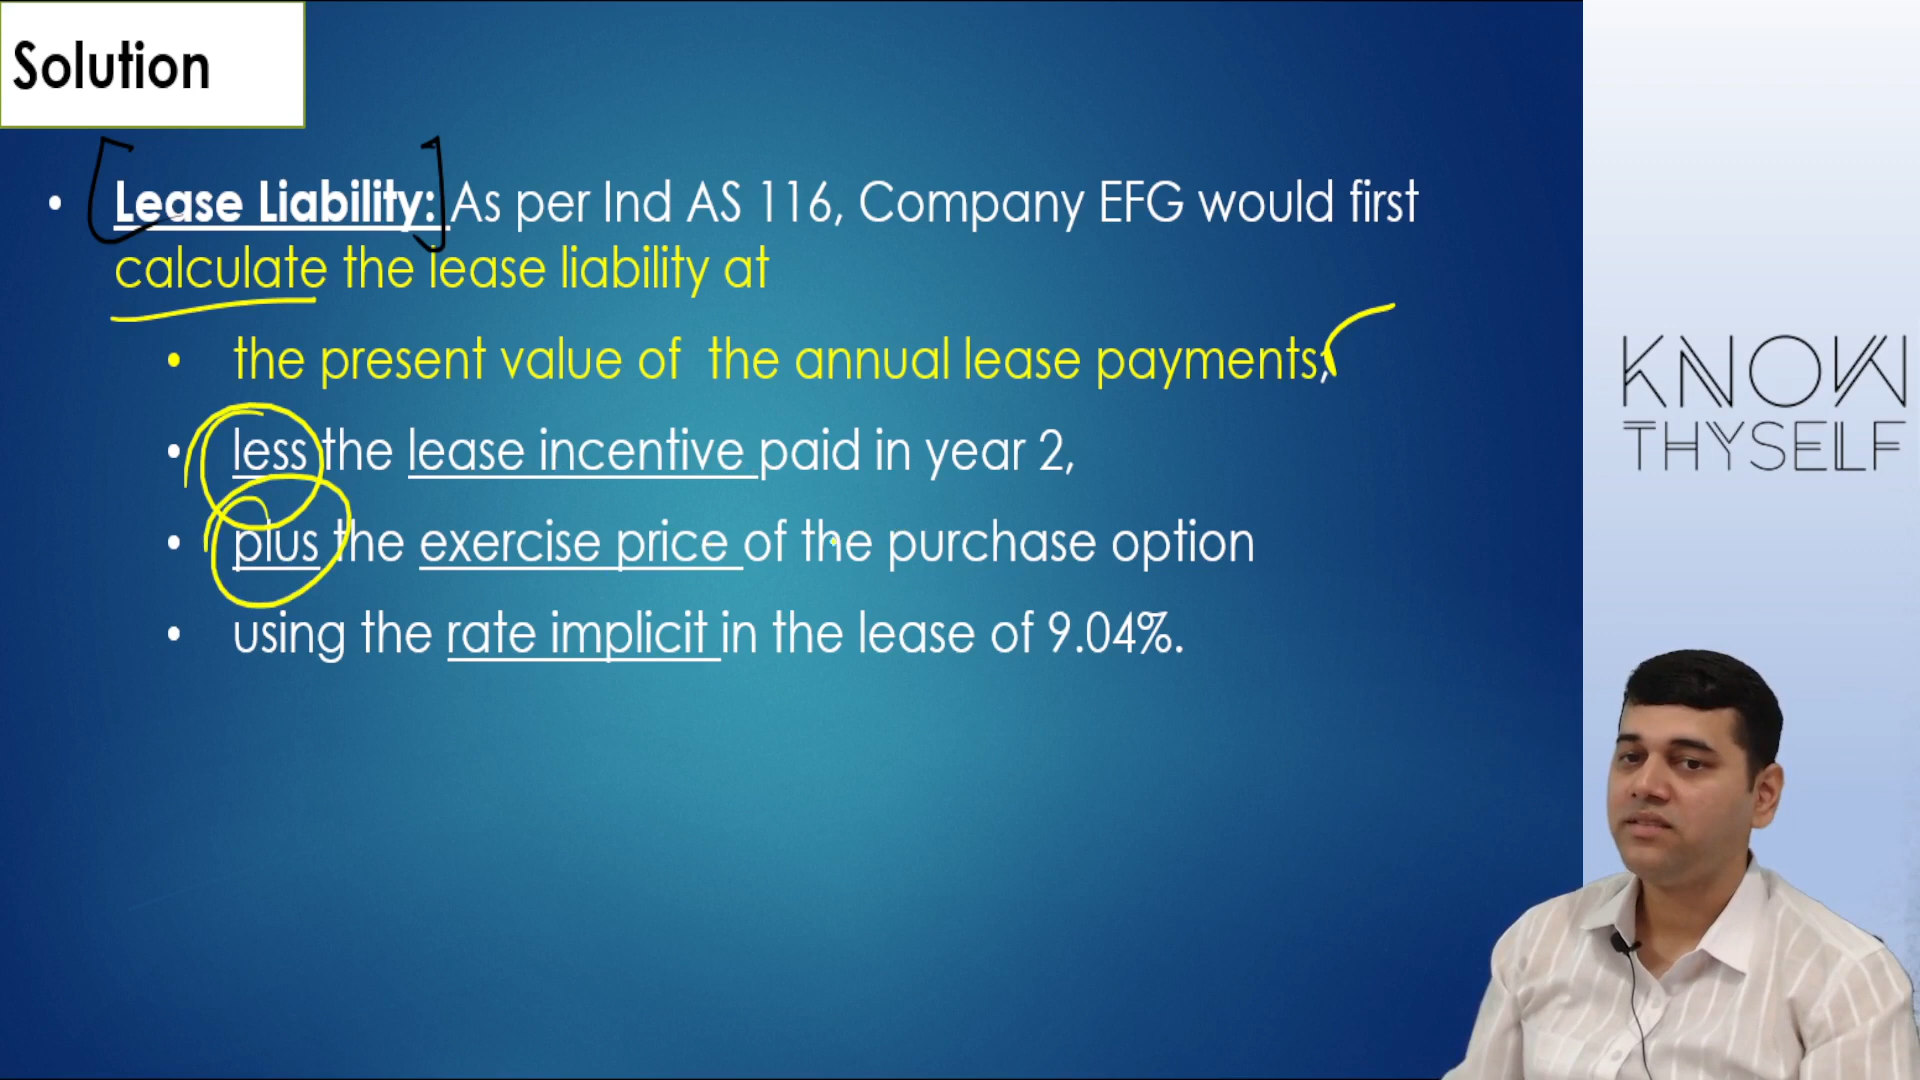 Solution
• Lease Liability: As per Ind AS 116, Company EFG would first
calculate the lease liability at
• the present value of the annual lease payments,
• less the lease incentive paid in year 2,
• plus the exercise price of the purchase option
• using the rate implicit in the lease of 9.04%.
KNOW
THYSELF